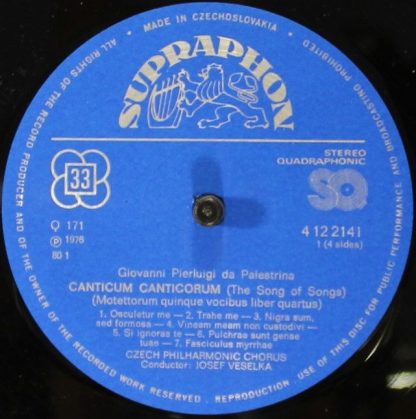 • MADE IN CZECHOSLOVAKIA •
ALL RIGHTS OF THE RECORD PRODUCER AND OF THE OWNER OF THE RECORDED WORK RESERVED . REPRODUCTION . USE OF THIS DISC FOR PUBLIC PERFORMANCE AND BROADCASTING PROHIBITED
SUPRAPHON
33
STEREO
QUADRAPHONIC
SQ
Q 171
Ⓟ 1976
80 1
4 12 2141
1 (4 sides)
Giovanni Pierluigi da Palestrina
CANTICUM CANTICORUM (The Song of Songs)
(Motettorum quinque vocibus liber quartus)
1. Osculetur me — 2. Trahe me — 3. Nigra sum,
sed formosa — 4. Vineam meam non custodivi —
5. Si ignoras te — 6. Pulchrae sunt genae
tuae — 7. Fasciculus myrrhae
CZECH PHILHARMONIC CHORUS
Conductor: JOSEF VESELKA